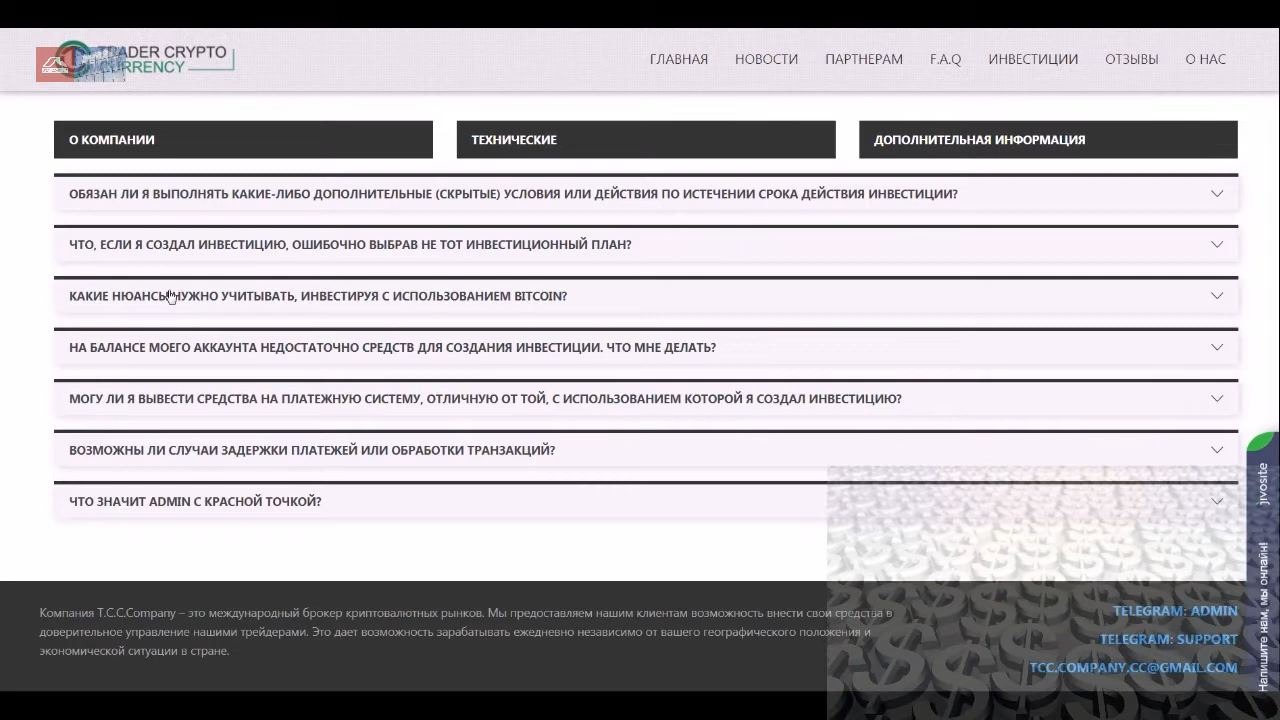 TRADER CRYPTO
CURRENCY
ГЛАВНАЯ НОВОСТИ ПАРТНЕРАМ F.A.Q ИНВЕСТИЦИИ ОТЗЫВЫ О НАС
О КОМПАНИИ ТЕХНИЧЕСКИЕ ДОПОЛНИТЕЛЬНАЯ ИНФОРМАЦИЯ
ОБЯЗАН ЛИ Я ВЫПОЛНЯТЬ КАКИЕ-ЛИБО ДОПОЛНИТЕЛЬНЫЕ (СКРЫТЫЕ) УСЛОВИЯ ИЛИ ДЕЙСТВИЯ ПО ИСТЕЧЕНИИ СРОКА ДЕЙСТВИЯ ИНВЕСТИЦИИ?
ЧТО, ЕСЛИ Я СОЗДАЛ ИНВЕСТИЦИЮ, ОШИБОЧНО ВЫБРАВ НЕ ТОТ ИНВЕСТИЦИОННЫЙ ПЛАН?
КАКИЕ НЮАНСЫ НУЖНО УЧИТЫВАТЬ, ИНВЕСТИРУЯ С ИСПОЛЬЗОВАНИЕМ BITCOIN?
НА БАЛАНСЕ МОЕГО АККАУНТА НЕДОСТАТОЧНО СРЕДСТВ ДЛЯ СОЗДАНИЯ ИНВЕСТИЦИИ. ЧТО МНЕ ДЕЛАТЬ?
МОГУ ЛИ Я ВЫВЕСТИ СРЕДСТВА НА ПЛАТЕЖНУЮ СИСТЕМУ, ОТЛИЧНУЮ ОТ ТОЙ, С ИСПОЛЬЗОВАНИЕМ КОТОРОЙ Я СОЗДАЛ ИНВЕСТИЦИЮ?
ВОЗМОЖНЫ ЛИ СЛУЧАИ ЗАДЕРЖКИ ПЛАТЕЖЕЙ ИЛИ ОБРАБОТКИ ТРАНЗАКЦИЙ?
ЧТО ЗНАЧИТ ADMIN С КРАСНОЙ ТОЧКОЙ?
Компания T.C.C.Company – это международный брокер криптовалютных рынков. Мы предоставляем нашим клиентам возможность внести свои средства в
доверительное управление нашими трейдерами. Это дает возможность зарабатывать ежедневно независимо от вашего географического положения и
экономической ситуации в стране.
TELEGRAM: ADMIN
TELEGRAM: SUPPORT
TCC.COMPANY.CC@GMAIL.COM
Напишите нам, мы онлайн! jivosite